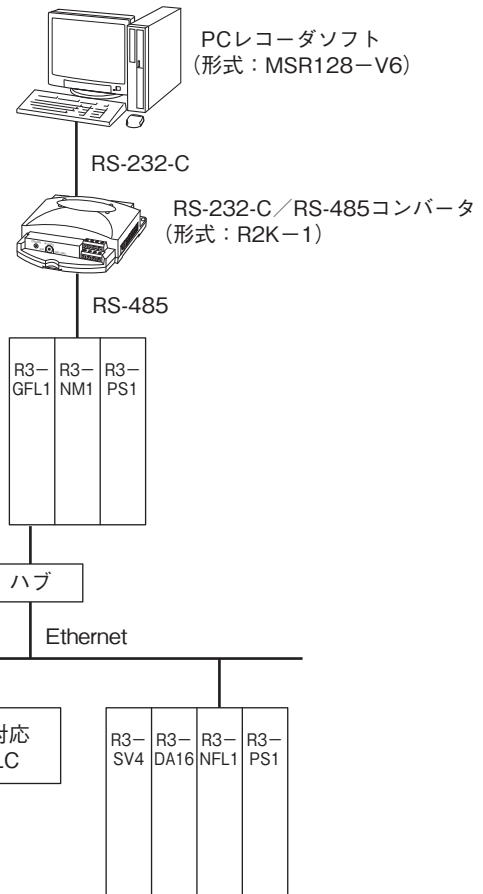 PCレコーダソフト
（形式：MSR128－V6）
RS-232-C
RS-232-C／RS-485コンバータ
（形式：R2K－1）
RS-485
R3－ R3－ R3－
GFL1 NM1 PS1
ハブ
Ethernet
対応
LC
R3－ R3－ R3－ R3－
SV4 DA16 NFL1 PS1